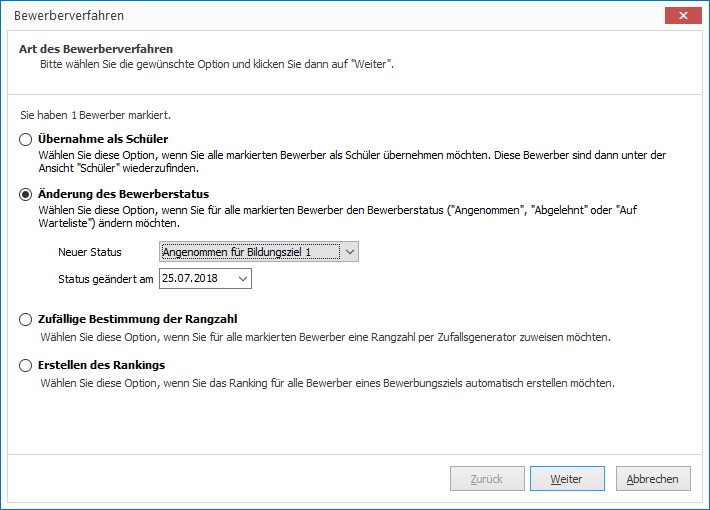 Bewerberverfahren
Art des Bewerberverfahren
Bitte wählen Sie die gewünschte Option und klicken Sie dann auf "Weiter".
Sie haben 1 Bewerber markiert.
Übernahme als Schüler
Wählen Sie diese Option, wenn Sie alle markierten Bewerber als Schüler übernehmen möchten. Diese Bewerber sind dann unter der
Ansicht "Schüler" wiederzufinden.
Änderung des Bewerberstatus
Wählen Sie diese Option, wenn Sie für alle markierten Bewerber den Bewerberstatus ("Angenommen", "Abgelehnt" oder "Auf
Warteliste") ändern möchten.
Neuer Status Angenommen für Bildungsziel 1
Status geändert am 25.07.2018
Zufällige Bestimmung der Rangzahl
Wählen Sie diese Option, wenn Sie für alle markierten Bewerber eine Rangzahl per Zufallsgenerator zuweisen möchten.
Erstellen des Rankings
Wählen Sie diese Option, wenn Sie das Ranking für alle Bewerber eines Bewerbungsziels automatisch erstellen möchten.
Zurück Weiter Abbrechen